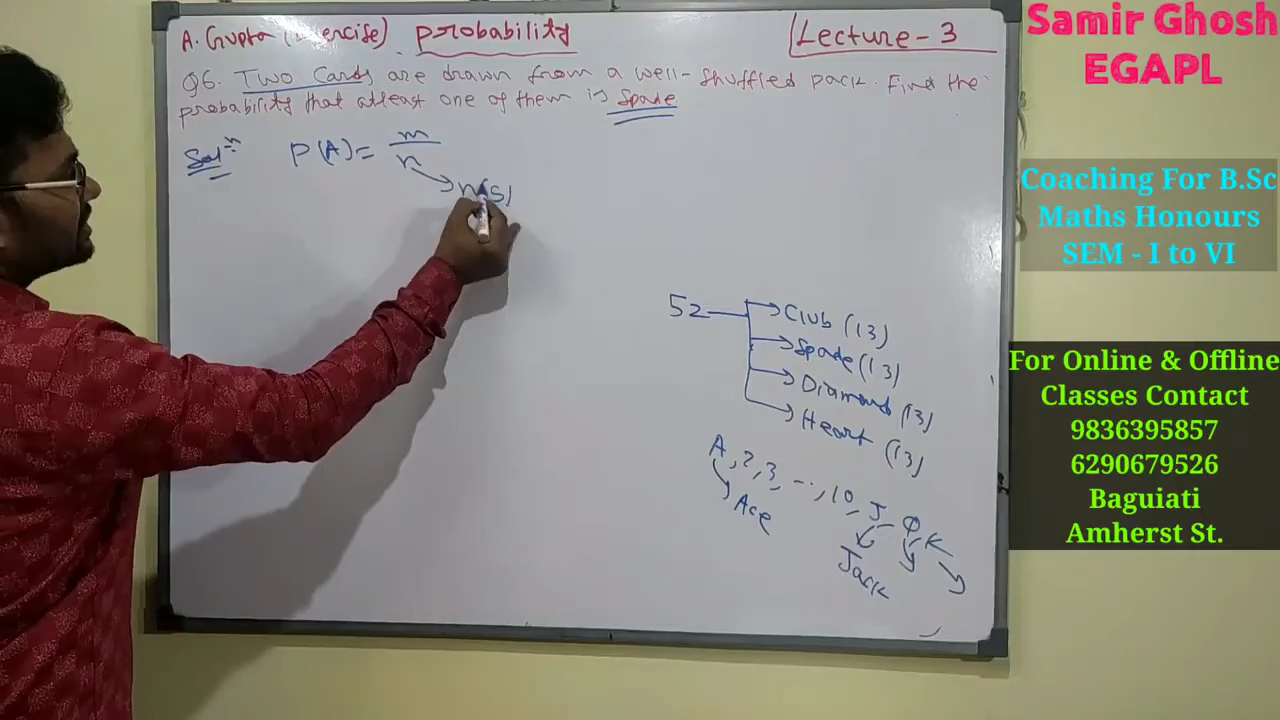 A. Gupta (Exercise) probability
Lecture-3
Q6. Two Cards are drawn from a well-shuffled pack. Find the
probability that atleast one of them is Spade
Solⁿ:-
P(A) = m/n
n(S)
52
Club (13)
Spade (13)
Diamond (13)
Heart (13)
A, 2, 3, ..., 10, J, Q, K
Ace
Jack
Samir Ghosh
EGAPL
Coaching For B.Sc
Maths Honours
SEM - I to VI
For Online & Offline
Classes Contact
9836395857
6290679526
Baguiati
Amherst St.